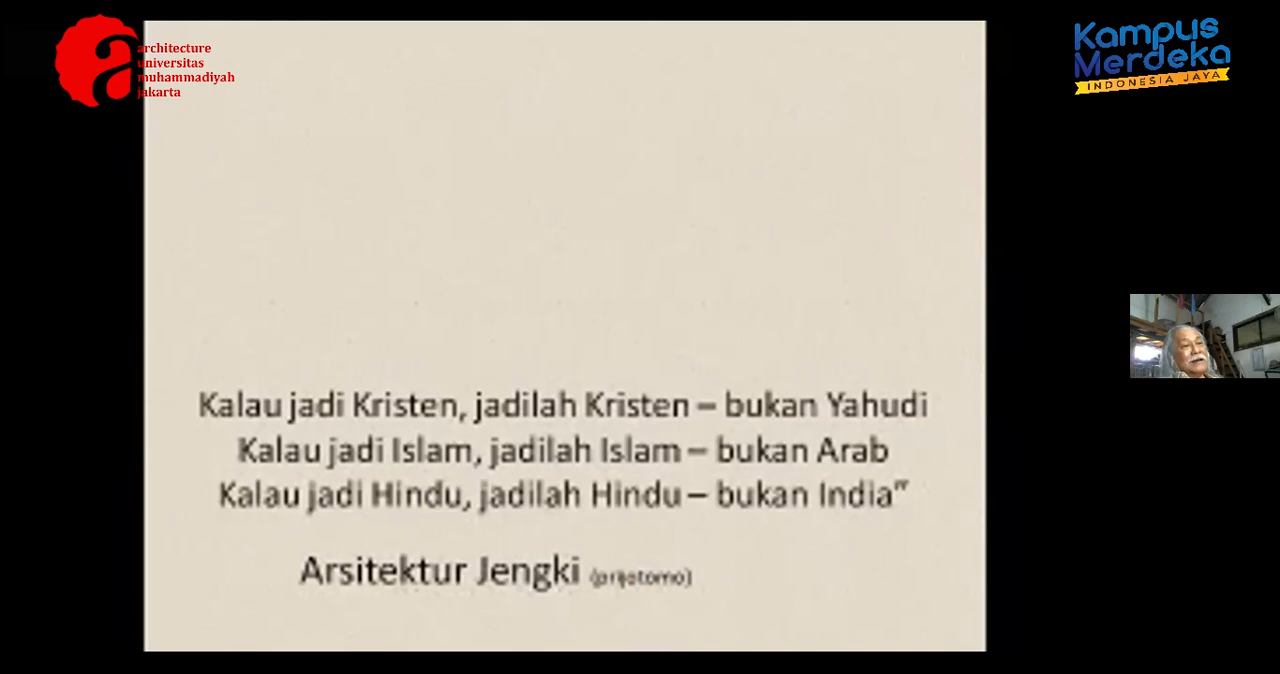 architecture
universitas
muhammadiyah
jakarta
Kampus
Merdeka
INDONESIA JAYA
Kalau jadi Kristen, jadilah Kristen – bukan Yahudi
Kalau jadi Islam, jadilah Islam – bukan Arab
Kalau jadi Hindu, jadilah Hindu – bukan India”
Arsitektur Jengki (prijotomo)